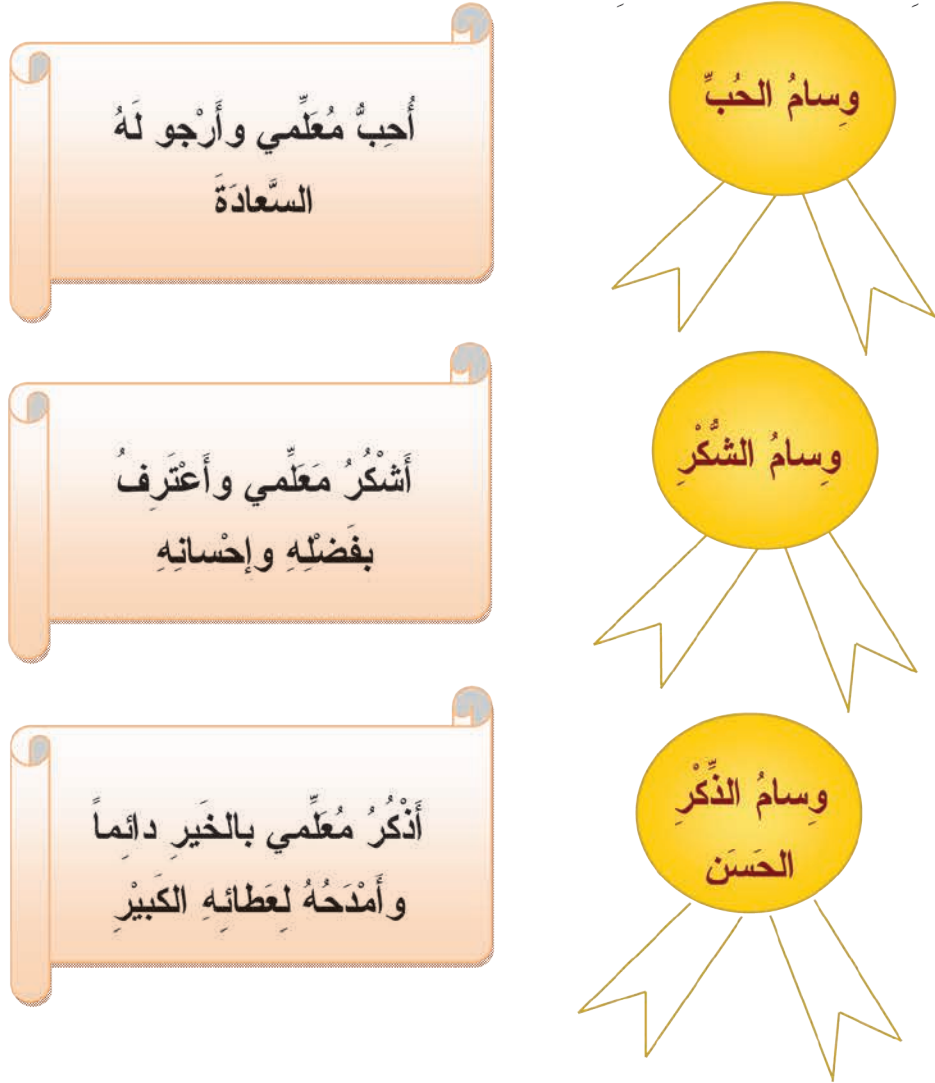 وِسامُ الحُبِّ
أُحِبُّ مُعَلِّمي وأَرْجو لَهُ
السَّعادَةَ
وِسامُ الشُّكْرِ
أَشْكُرُ مَعَلِّمي وأَعْتَرِفُ
بفَضْلِهِ وإحْسانِهِ
وِسامُ الذِّكْرِ
الحَسَن
أَذْكُرُ مُعَلِّمي بالخَيرِ دائِماً
وأَمْدَحُهُ لِعَطائِهِ الكَبيْرِ